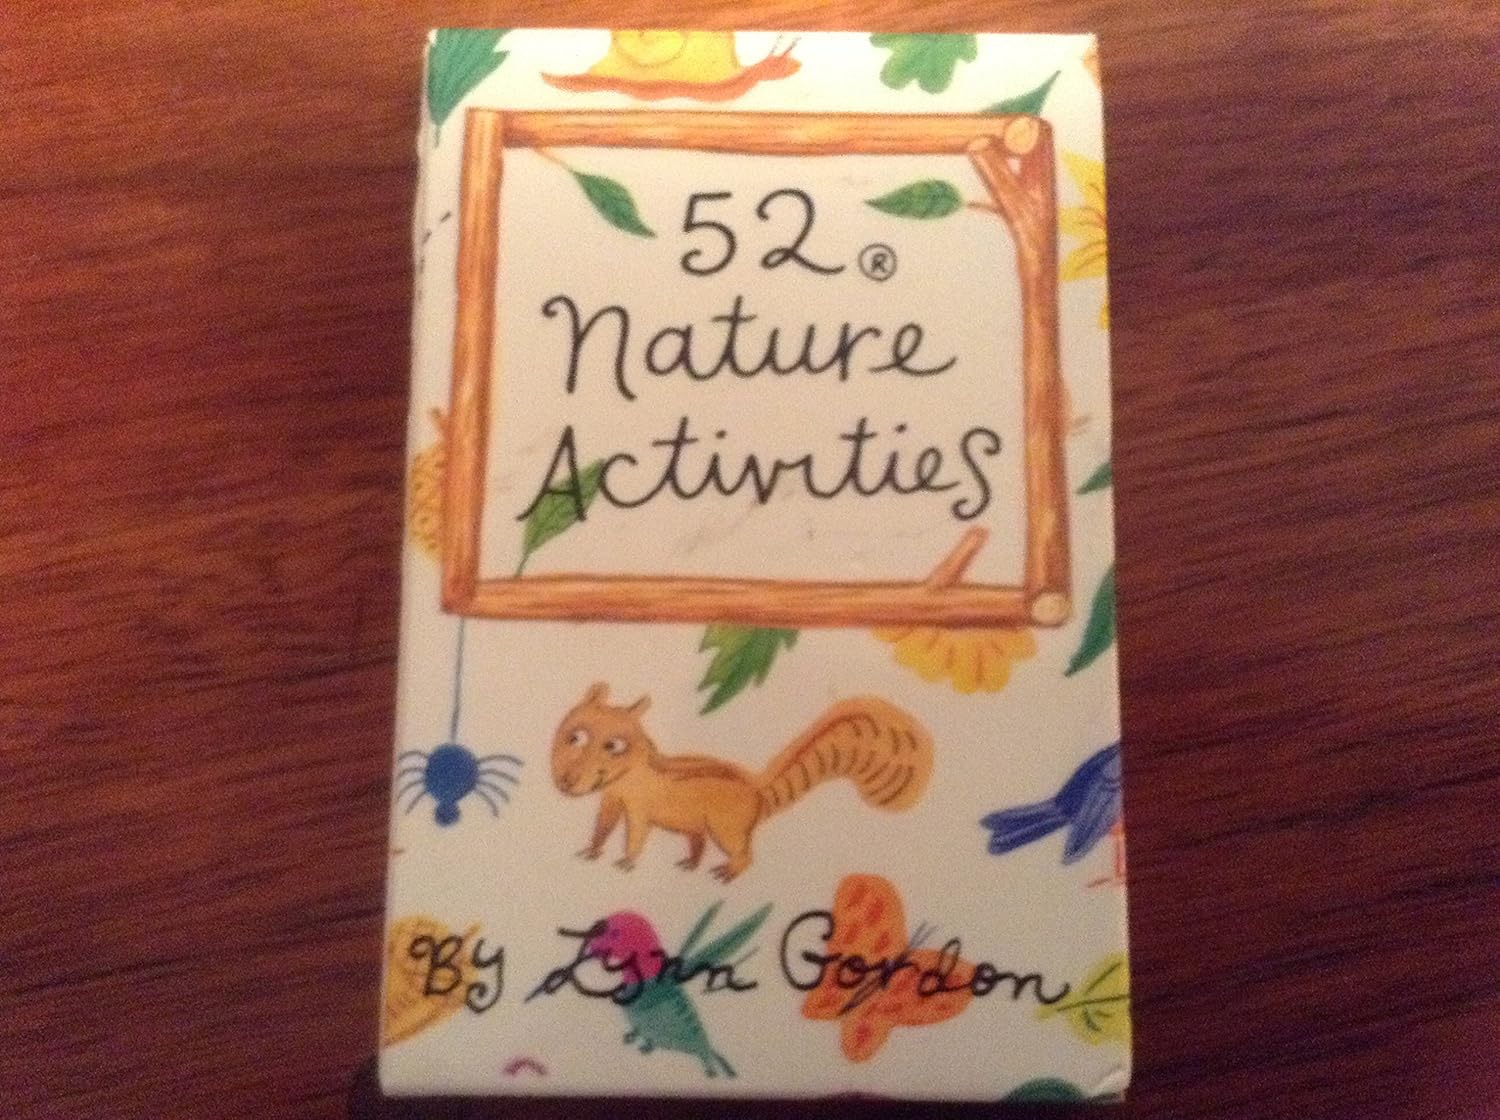 52®
Nature
Activities
By Lynn Gordon